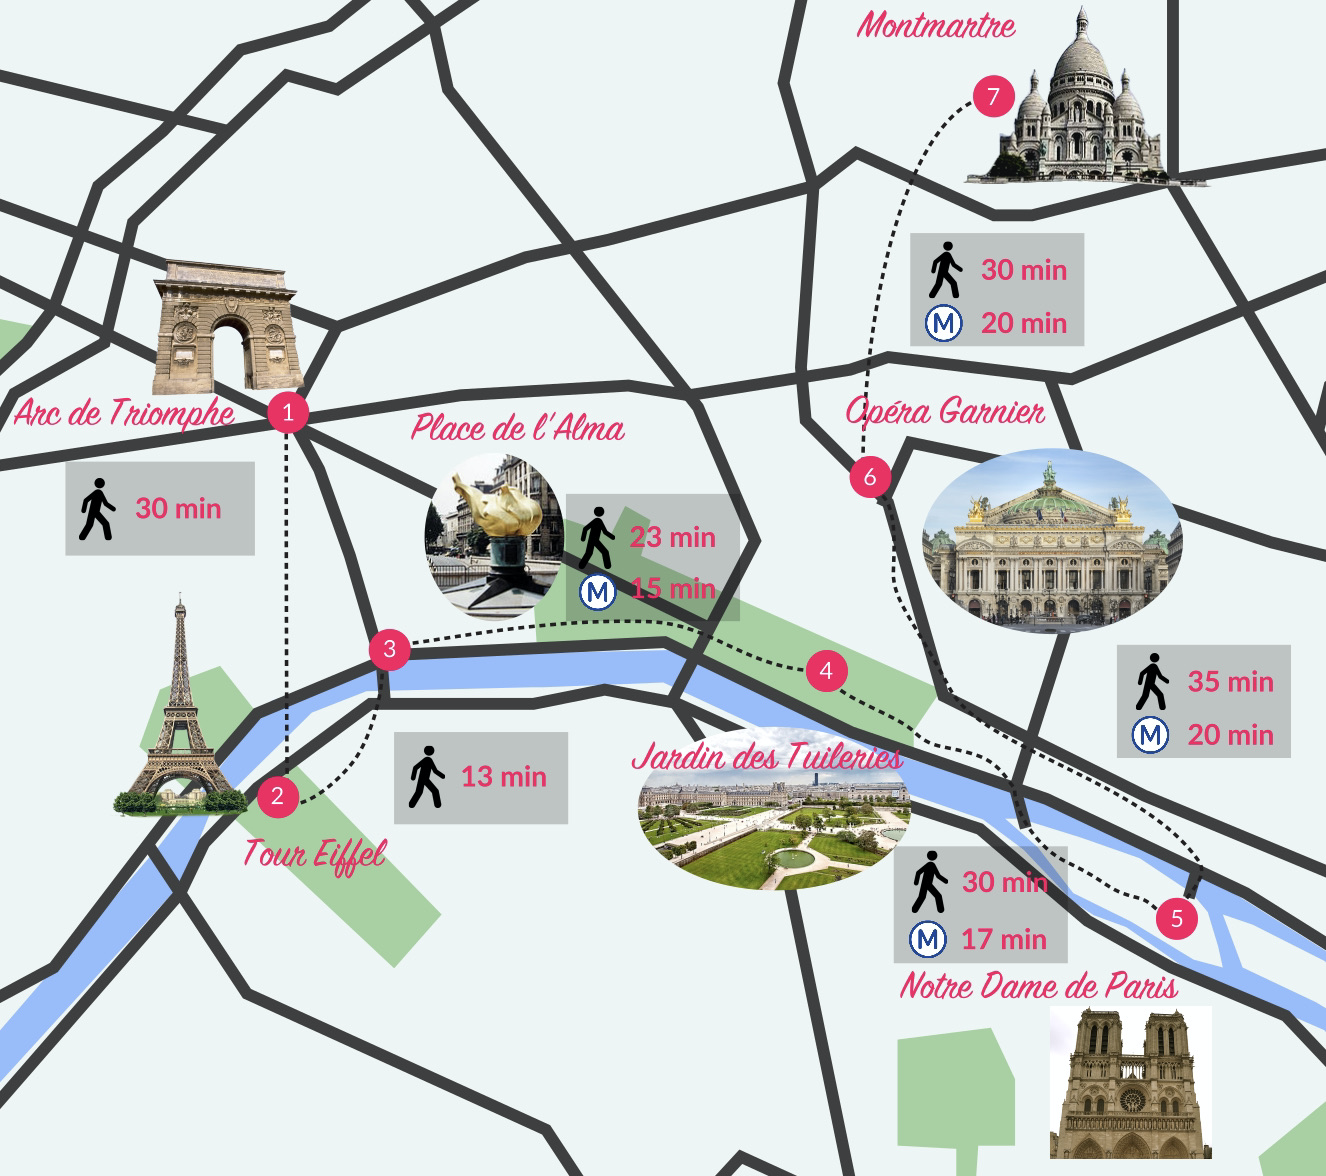 Montmartre
7
30 min
M 20 min
Arc de Triomphe
1
Place de l'Alma
Opéra Garnier
6
30 min
23 min
M 15 min
3
4
35 min
M 20 min
2
13 min
Jardin des Tuileries
Tour Eiffel
30 min
M 17 min
5
Notre Dame de Paris